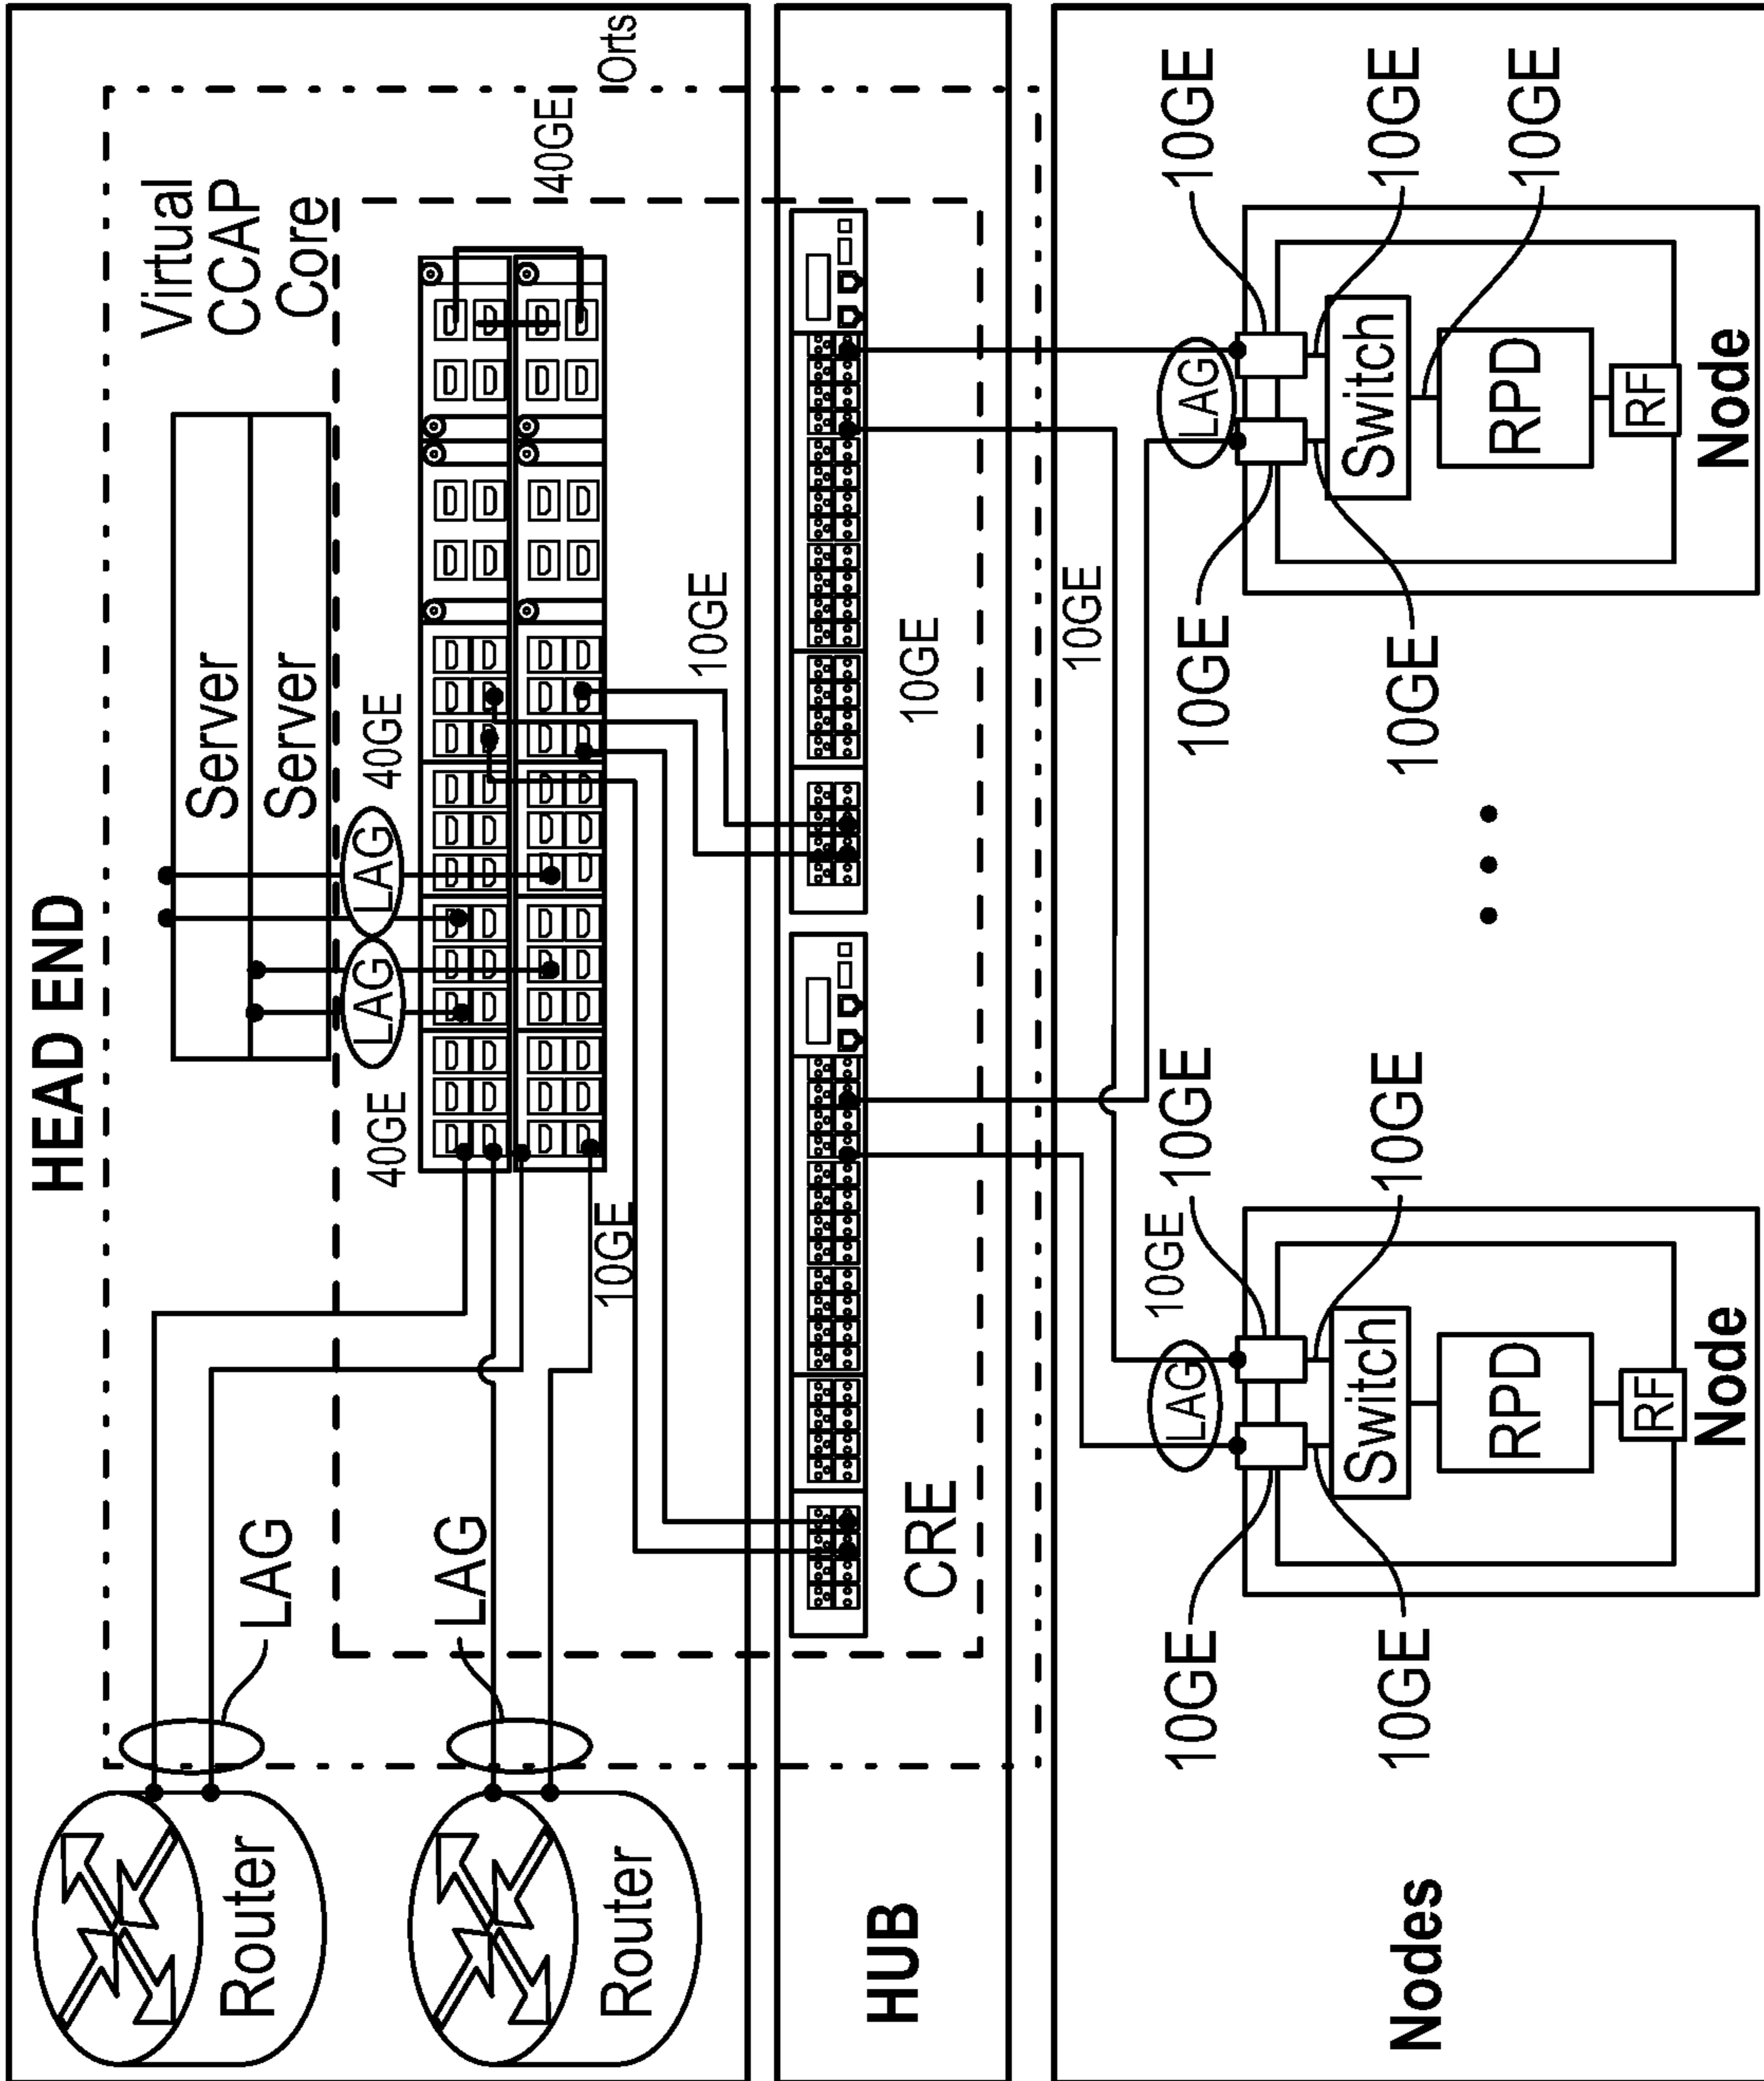 HEAD END
Router
Router
LAG
LAG
Virtual
CCAP
Core
Server
Server
LAG
LAG
40GE
40GE
40GE
Orts
10GE
10GE
HUB
CRE
10GE
10GE
Nodes
LAG
10GE
10GE
10GE
10GE
10GE
Switch
RPD
RF
Node
LAG
10GE
10GE
10GE
10GE
10GE
Switch
RPD
RF
Node